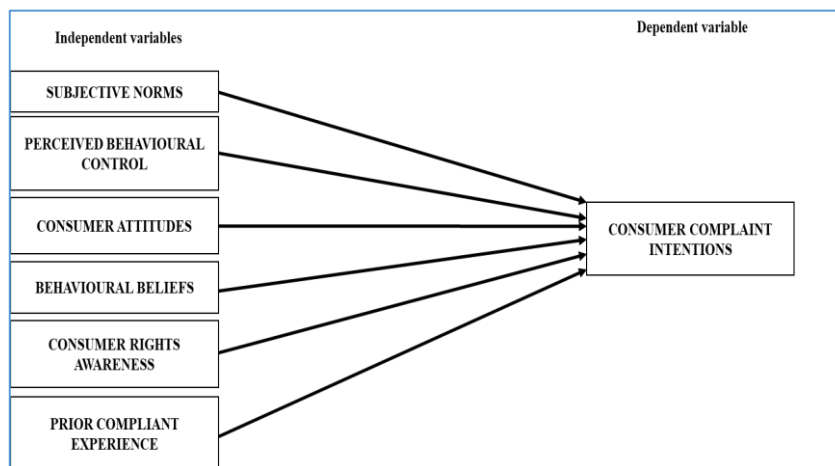 Independent variables
Dependent variable
SUBJECTIVE NORMS
PERCEIVED BEHAVIOURAL
CONTROL
CONSUMER ATTITUDES
BEHAVIOURAL BELIEFS
CONSUMER RIGHTS
AWARENESS
PRIOR COMPLIANT
EXPERIENCE
CONSUMER COMPLAINT
INTENTIONS